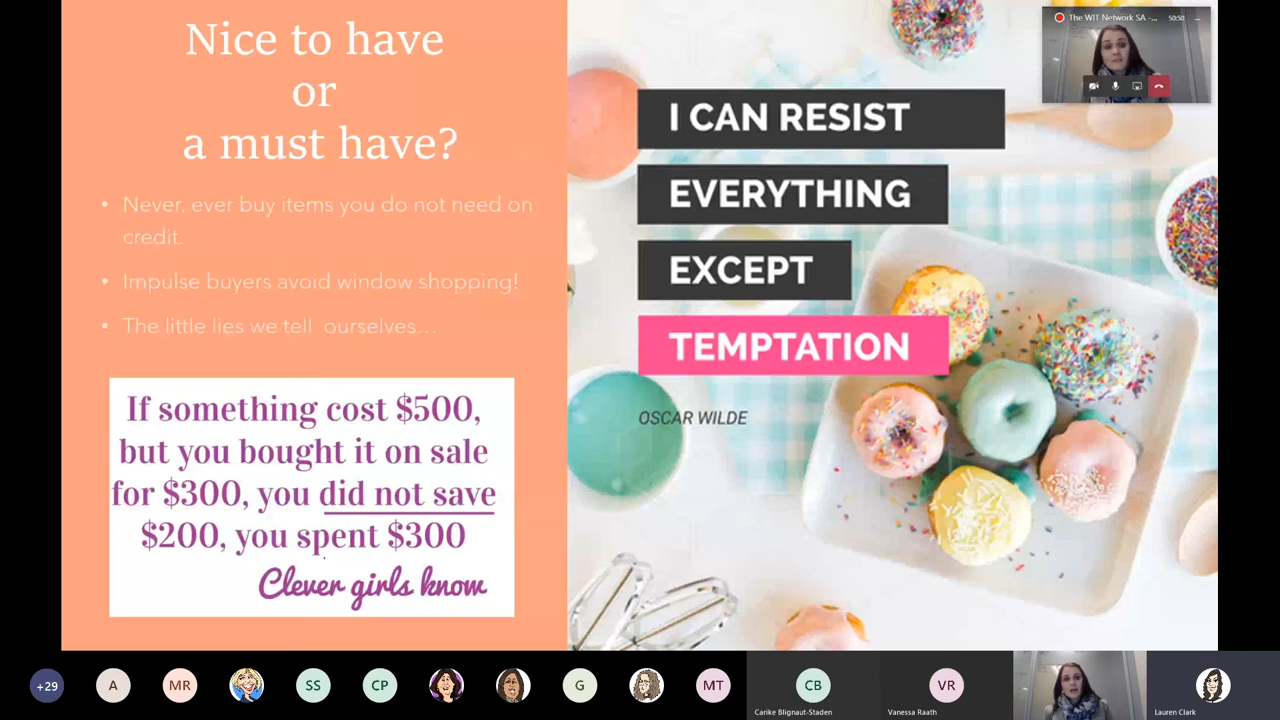 Nice to have
or
a must have?
• Never, ever buy items you do not need on
credit.
• Impulse buyers avoid window shopping!
• The little lies we tell ourselves...
If something cost $500,
but you bought it on sale
for $300, you did not save
$200, you spent $300
Clever girls know
I CAN RESIST
EVERYTHING
EXCEPT
TEMPTATION
OSCAR WILDE
The WIT Network SA -...
50:50
...
+29
A
MR
SS
CP
G
MT
CB
Carike Blignaut-Staden
VR
Vanessa Raath
Lauren Clark